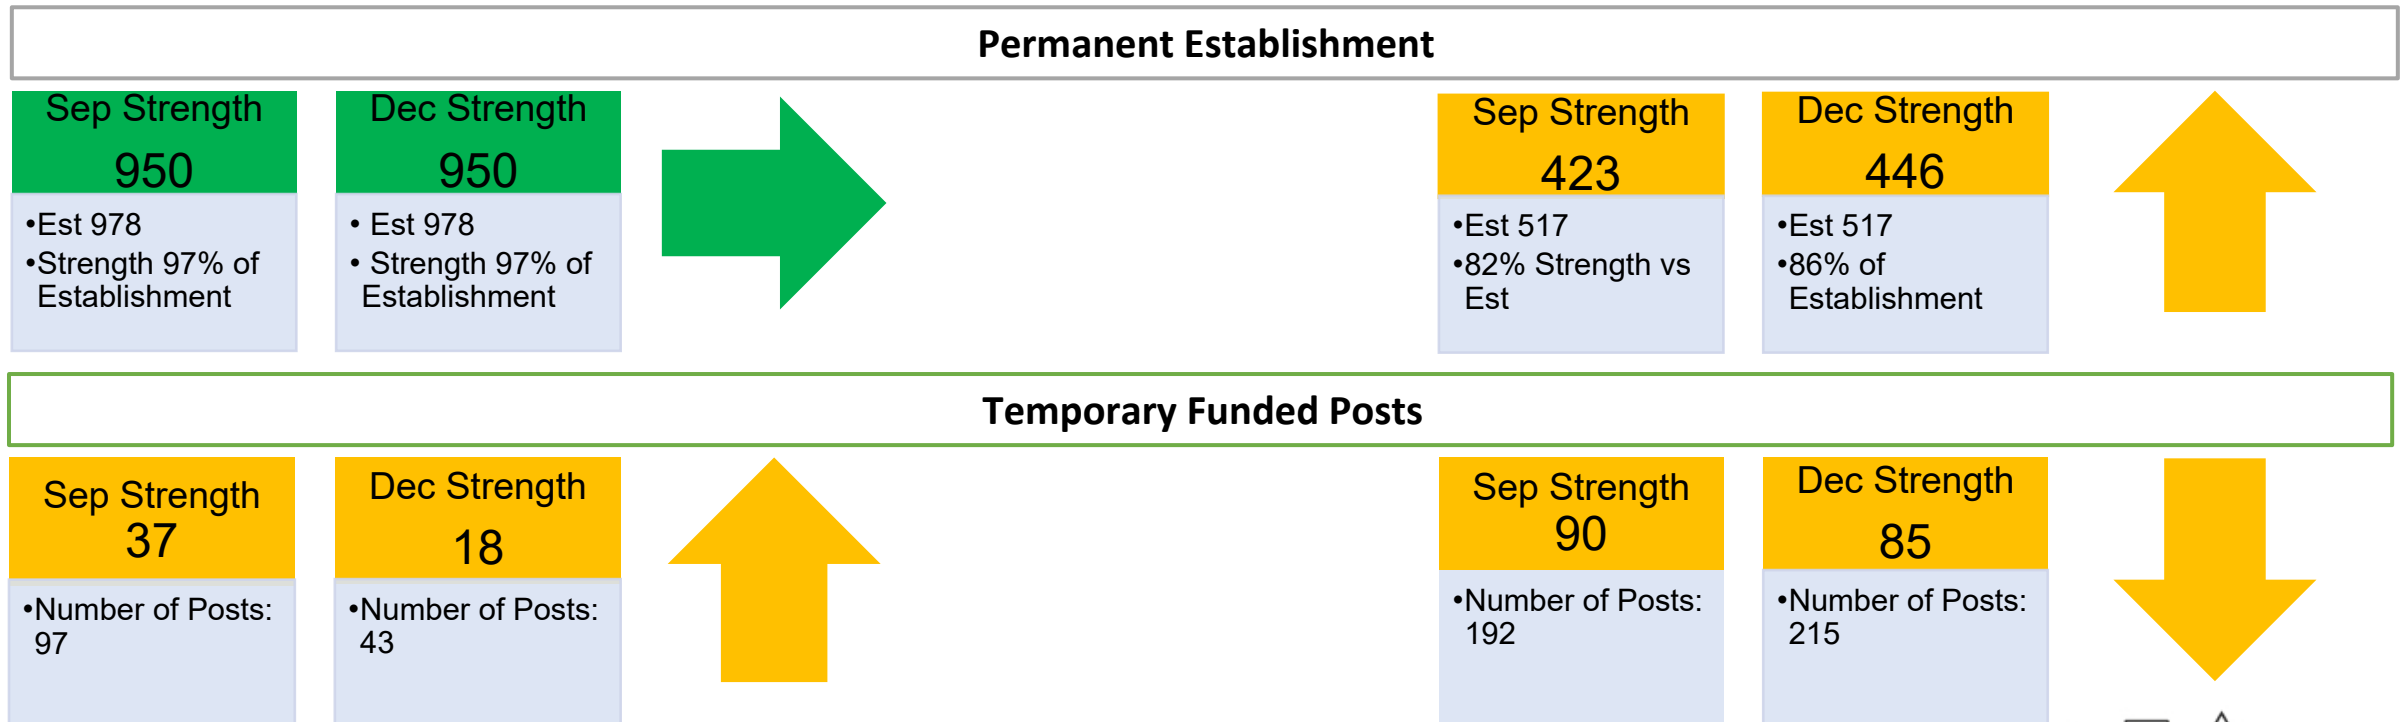 Permanent Establishment
Sep Strength
950
•Est 978
•Strength 97% of
Establishment
Dec Strength
950
• Est 978
• Strength 97% of
Establishment
Sep Strength
423
•Est 517
•82% Strength vs
Est
Dec Strength
446
•Est 517
•86% of
Establishment
Temporary Funded Posts
Sep Strength
37
•Number of Posts:
97
Dec Strength
18
•Number of Posts:
43
Sep Strength
90
•Number of Posts:
192
Dec Strength
85
•Number of Posts:
215